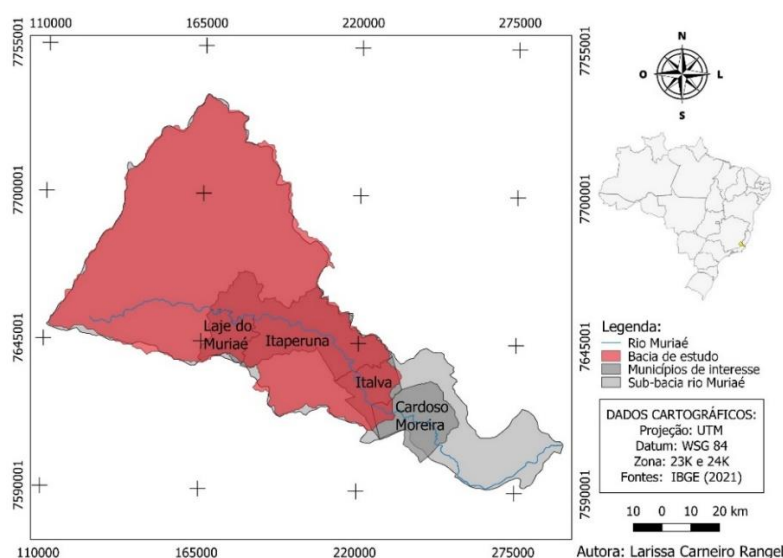 110000 165000 220000 275000
7755001
7755001
N
O L
S
7700001
7700001
7645001
7645001
Laje do
Muriaé
Itaperuna
Italva
Cardoso
Moreira
Legenda:
Rio Muriaé
Bacia de estudo
Municípios de interesse
Sub-bacia rio Muriaé
DADOS CARTOGRÁFICOS:
Projeção: UTM
Datum: WSG 84
Zona: 23K e 24K
Fontes: IBGE (2021)
7590001
7590001
10 0 10 20 km
110000 165000 220000 275000
Autora: Larissa Carneiro Rangel